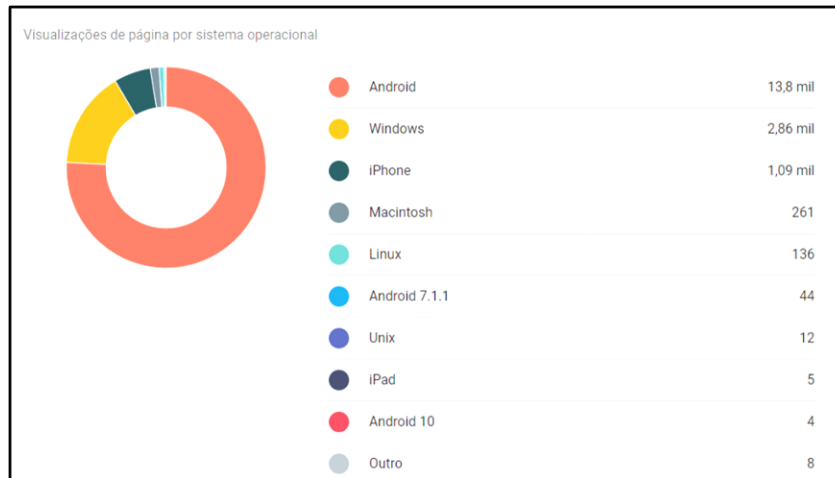 Visualizações de página por sistema operacional
Android 13,8 mil
Windows 2,86 mil
iPhone 1,09 mil
Macintosh 261
Linux 136
Android 7.1.1 44
Unix 12
iPad 5
Android 10 4
Outro 8